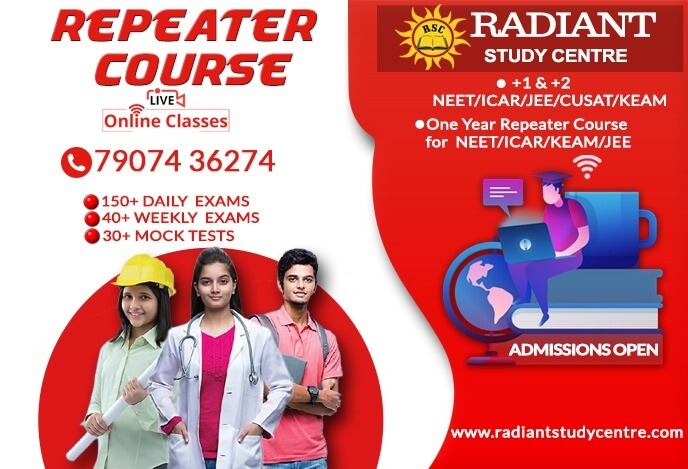 REPEATER
COURSE
LIVE
Online Classes
79074 36274
150+ DAILY EXAMS
40+ WEEKLY EXAMS
30+ MOCK TESTS
RSC
RADIANT
STUDY CENTRE
+1 & +2
NEET/ICAR/JEE/CUSAT/KEAM
One Year Repeater Course
for NEET/ICAR/KEAM/JEE
ADMISSIONS OPEN
www.radiantstudycentre.com